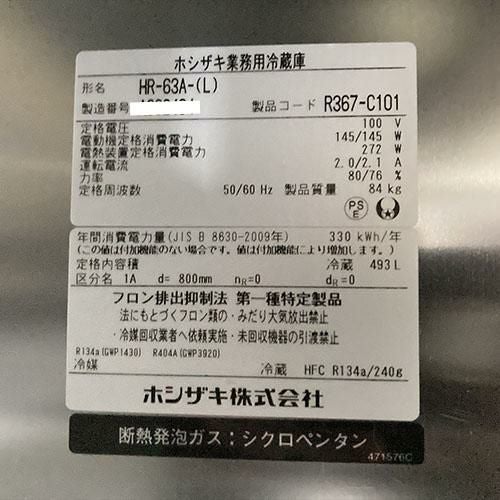 ホシザキ業務用冷蔵庫
形名 HR-63A-(L)
製造番号
製品コード R367-C101
定格電圧 100 V
電動機定格消費電力 145/145 W
電熱装置定格消費電力 272 W
運転電流 2.0/2.1 A
力率 80/76 %
定格周波数 50/60 Hz 製品質量 84 kg
PS E
年間消費電力量(JIS B 8630-2009年) 330 kWh/年
(この値は付加機能のない場合です。値は付加機能により増加します。)
定格内容積 冷蔵 493 L
区分名 1A d= 800mm nR=0 dR=0
フロン排出抑制法 第一種特定製品
法にもとづくフロン類の・みだり大気放出禁止
・冷媒回収業者へ依頼実施・未回収機器の引渡禁止
R134a(GWP1430) R404A(GWP3920)
冷媒 冷蔵 HFC R134a/240g
ホシザキ株式会社
断熱発泡ガス：シクロペンタン
471576C